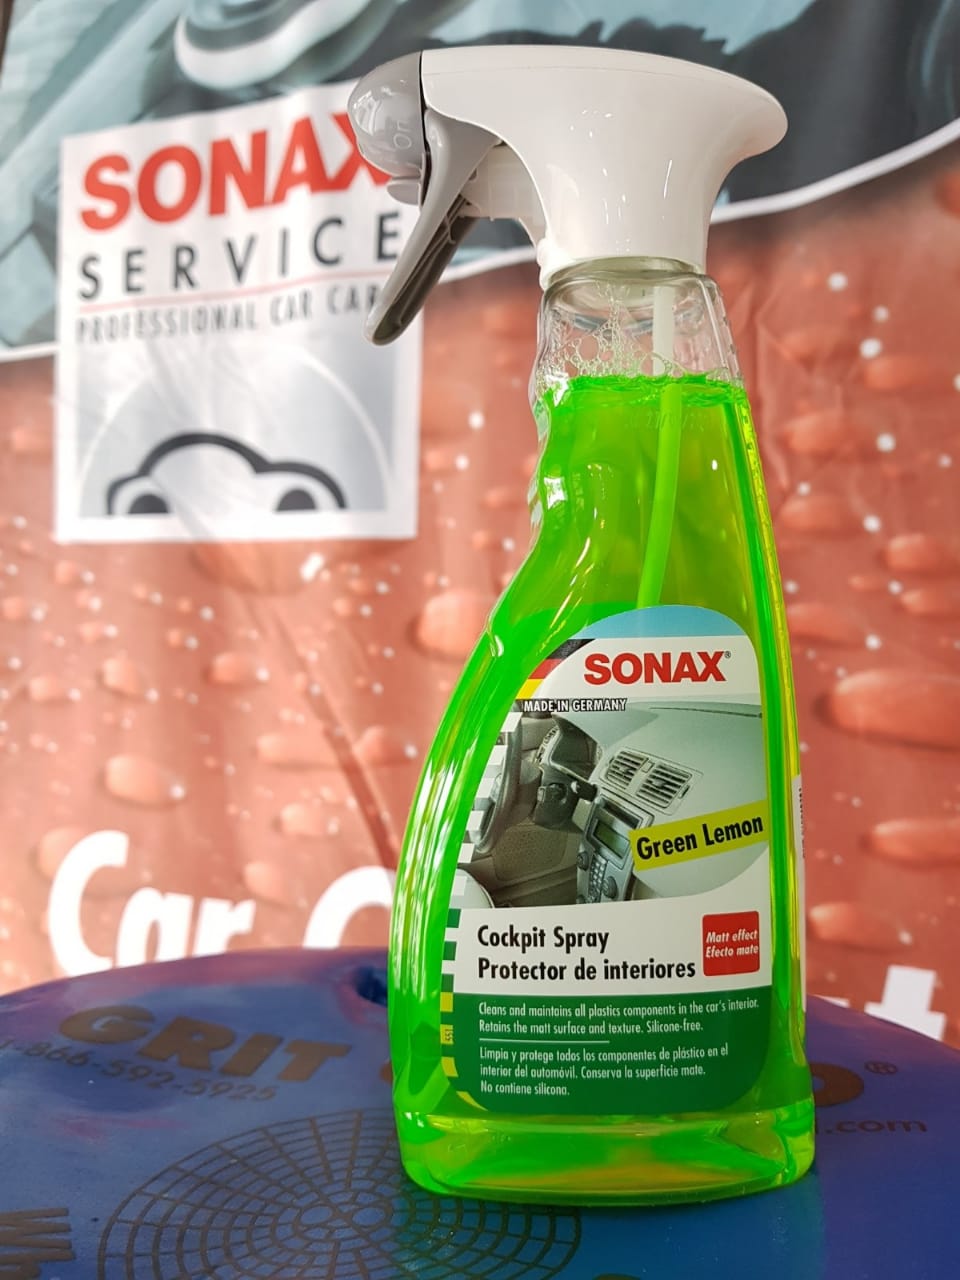 SONAX
SERVICE
PROFESSIONAL CAR CAR
On
SONAX®
MADE IN GERMANY
Green Lemon
Cockpit Spray
Protector de interiores
Matt effect
Efecto mate
Cleans and maintains all plastics components in the car's interior.
Retains the matt surface and texture. Silicone-free.
Limpia y protege todos los componentes de plástico en el
interior del automóvil. Conserva la superficie mate.
No contiene silicona.
Car
GRIT
-866-592-5925
®
.com